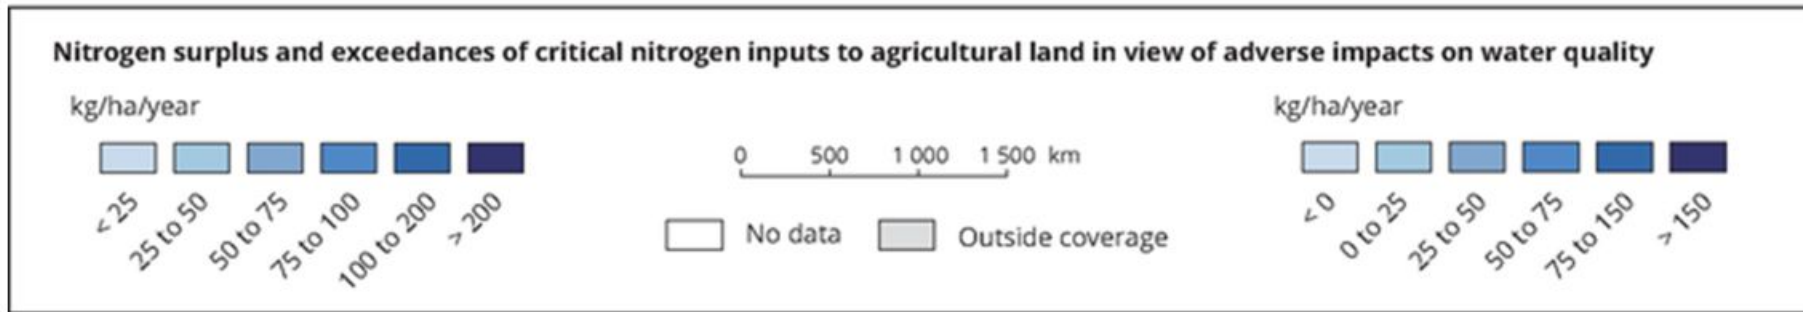 Nitrogen surplus and exceedances of critical nitrogen inputs to agricultural land in view of adverse impacts on water quality
kg/ha/year
< 25
25 to 50
50 to 75
75 to 100
100 to 200
> 200
0 500 1 000 1 500 km
No data
Outside coverage
kg/ha/year
< 0
0 to 25
25 to 50
50 to 75
75 to 150
> 150